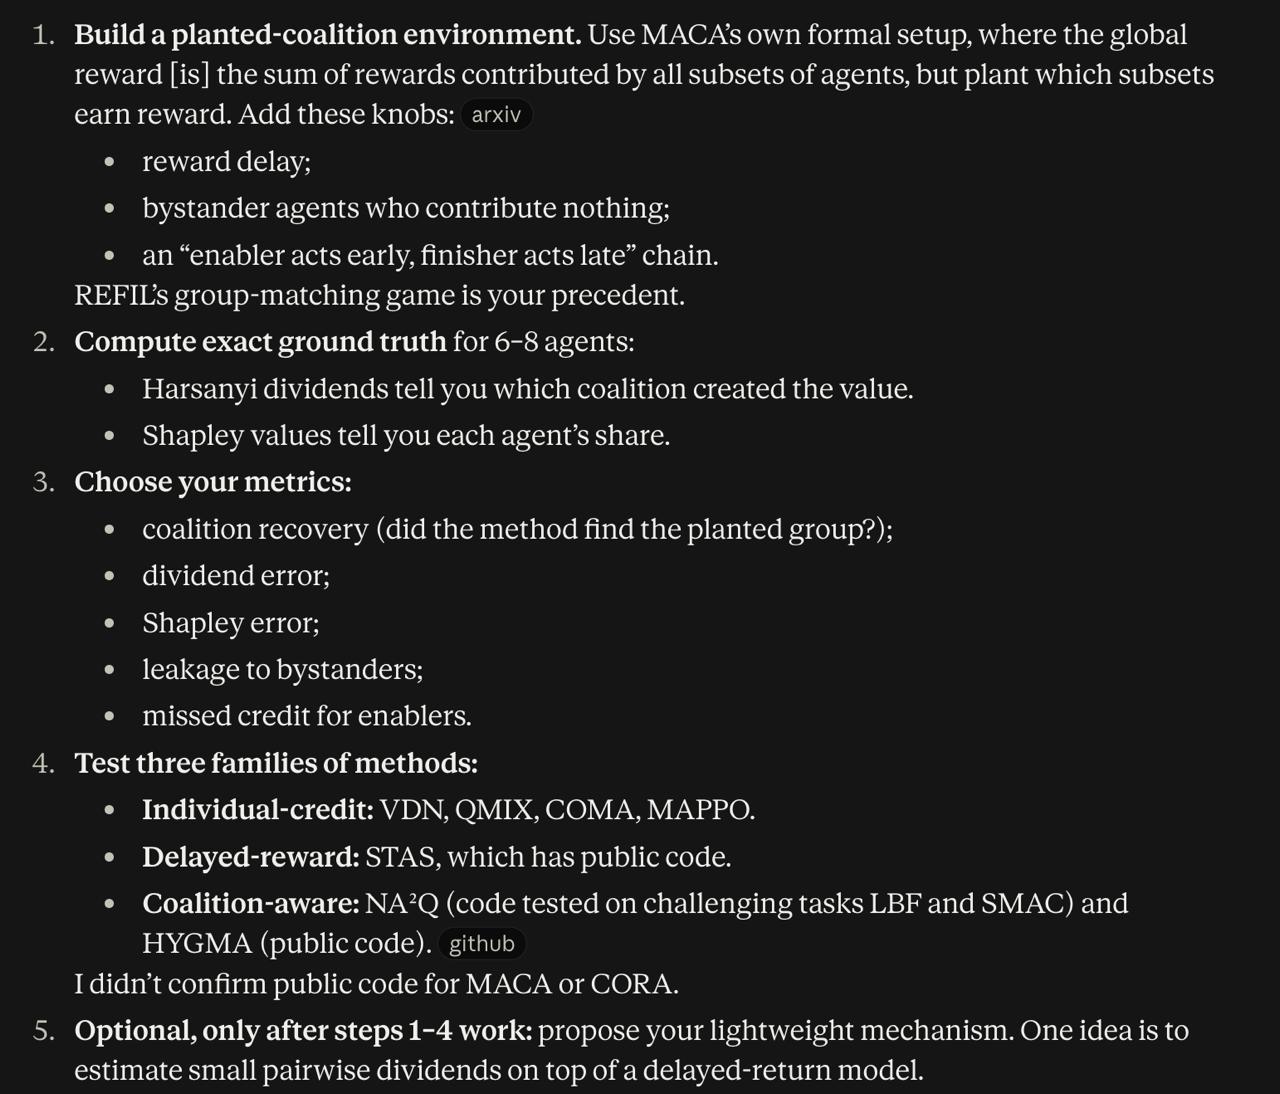 1. Build a planted-coalition environment. Use MACA’s own formal setup, where the global
reward [is] the sum of rewards contributed by all subsets of agents, but plant which subsets
earn reward. Add these knobs: arxiv
• reward delay;
• bystander agents who contribute nothing;
• an “enabler acts early, finisher acts late” chain.
REFIL’s group-matching game is your precedent.
2. Compute exact ground truth for 6–8 agents:
• Harsanyi dividends tell you which coalition created the value.
• Shapley values tell you each agent’s share.
3. Choose your metrics:
• coalition recovery (did the method find the planted group?);
• dividend error;
• Shapley error;
• leakage to bystanders;
• missed credit for enablers.
4. Test three families of methods:
• Individual-credit: VDN, QMIX, COMA, MAPPO.
• Delayed-reward: STAS, which has public code.
• Coalition-aware: NA²Q (code tested on challenging tasks LBF and SMAC) and
HYGMA (public code). github
I didn’t confirm public code for MACA or CORA.
5. Optional, only after steps 1–4 work: propose your lightweight mechanism. One idea is to
estimate small pairwise dividends on top of a delayed-return model.